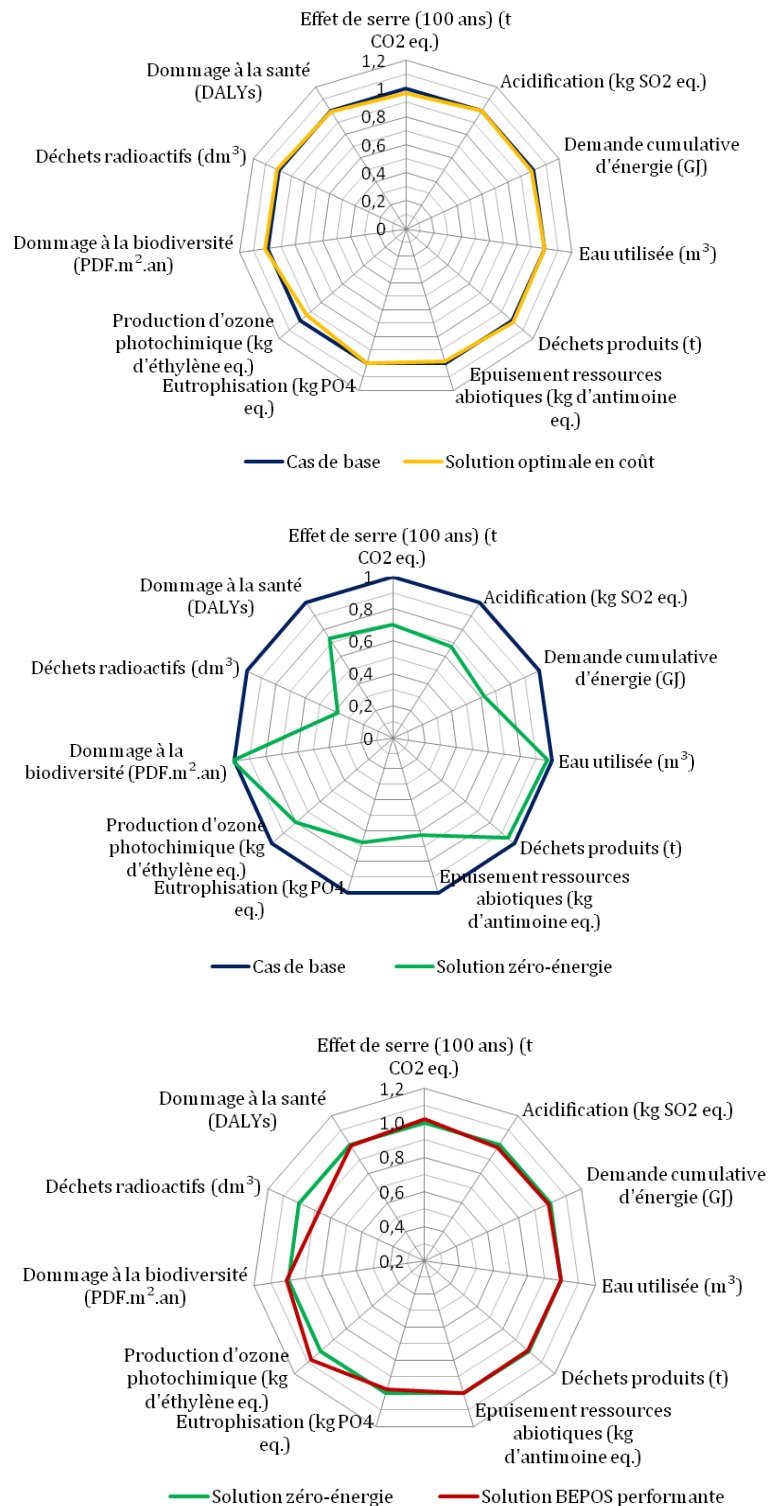 Effet de serre (100 ans) (t
CO2 eq.)
Acidification (kg SO2 eq.)
Demande cumulative
d'énergie (GJ)
Eau utilisée (m³)
Déchets produits (t)
Epuisement ressources
abiotiques (kg d'antimoine
eq.)
Eutrophisation (kg PO4
eq.)
Production d'ozone
photochimique (kg
d'éthylène eq.)
Dommage à la biodiversité
(PDF.m².an)
Déchets radioactifs (dm³)
Dommage à la santé
(DALYs)
1,2
1
0,8
0,6
0,4
0,2
0
Cas de base
Solution optimale en coût
Effet de serre (100 ans) (t
CO2 eq.)
Acidification (kg SO2 eq.)
Demande cumulative
d'énergie (GJ)
Eau utilisée (m³)
Déchets produits (t)
Epuisement ressources
abiotiques (kg
d'antimoine eq.)
Eutrophisation (kg PO4
eq.)
Production d'ozone
photochimique (kg
d'éthylène eq.)
Dommage à la
biodiversité (PDF.m².an)
Déchets radioactifs (dm³)
Dommage à la santé
(DALYs)
1
0,8
0,6
0,4
0,2
0
Cas de base
Solution zéro-énergie
Effet de serre (100 ans) (t
CO2 eq.)
Acidification (kg SO2 eq.)
Demande cumulative
d'énergie (GJ)
Eau utilisée (m³)
Déchets produits (t)
Epuisement ressources
abiotiques (kg
d'antimoine eq.)
Eutrophisation (kg PO4
eq.)
Production d'ozone
photochimique (kg
d'éthylène eq.)
Dommage à la biodiversité
(PDF.m².an)
Déchets radioactifs (dm³)
Dommage à la santé
(DALYs)
1,2
1,0
0,8
0,6
0,4
0,2
Solution zéro-énergie
Solution BEPOS performante